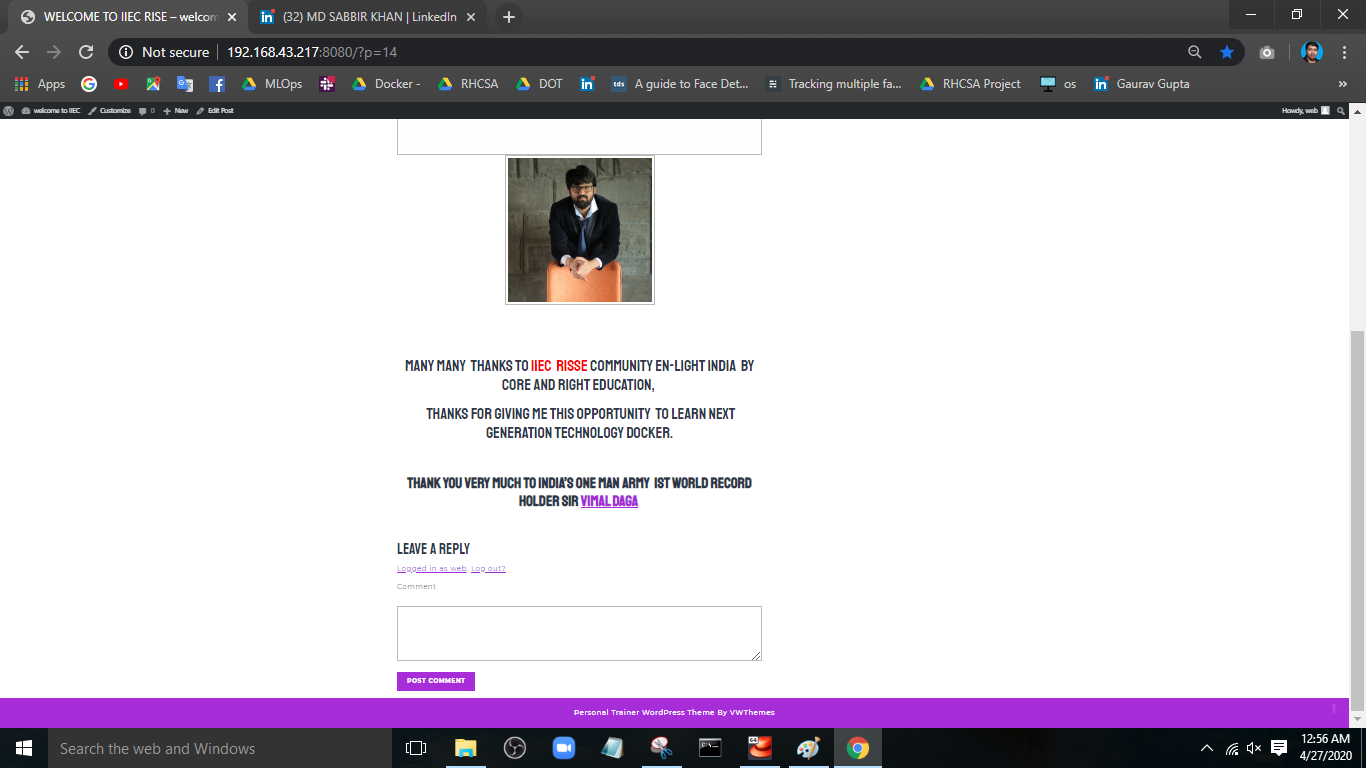 WELCOME TO IIEC RISE – welcom
(32) MD SABBIR KHAN | LinkedIn
Not secure
192.168.43.217:8080/?p=14
Apps
MLOps
Docker -
RHCSA
DOT
tds
A guide to Face Det...
Tracking multiple fa...
RHCSA Project
os
Gaurav Gupta
»
welcome to IIEC
Customize
0
New
Edit Post
Howdy, web
MANY MANY THANKS TO IIEC RISSE COMMUNITY EN-LIGHT INDIA BY
CORE AND RIGHT EDUCATION,
THANKS FOR GIVING ME THIS OPPORTUNITY TO LEARN NEXT
GENERATION TECHNOLOGY DOCKER.
THANK YOU VERY MUCH TO INDIA'S ONE MAN ARMY 1ST WORLD RECORD
HOLDER SIR VIMAL DAGA
LEAVE A REPLY
Logged in as web. Log out?
Comment
POST COMMENT
Personal Trainer WordPress Theme By VWThemes
Search the web and Windows
12:56 AM
4/27/2020